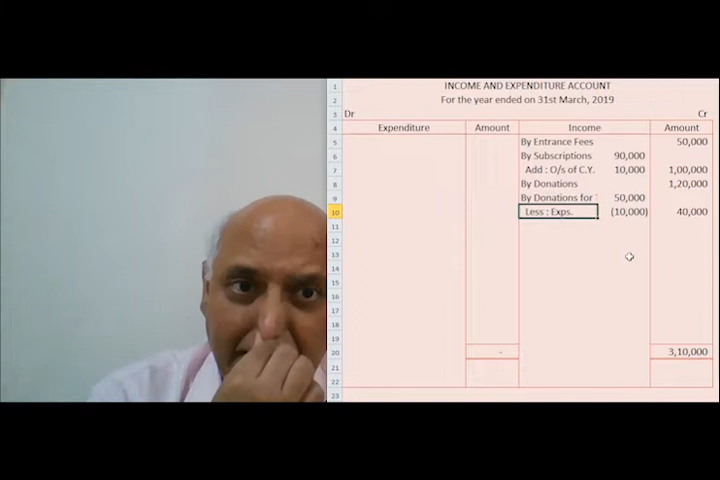 1 INCOME AND EXPENDITURE ACCOUNT
2 For the year ended on 31st March, 2019
3 Dr Cr
4 Expenditure Amount Income Amount
5 By Entrance Fees 50,000
6 By Subscriptions 90,000
7 Add : O/s of C.Y. 10,000 1,00,000
8 By Donations 1,20,000
9 By Donations for 50,000
10 Less : Exps. (10,000) 40,000
11
12
13
14
15
16
17
18
19
20 - 3,10,000
21
22
23